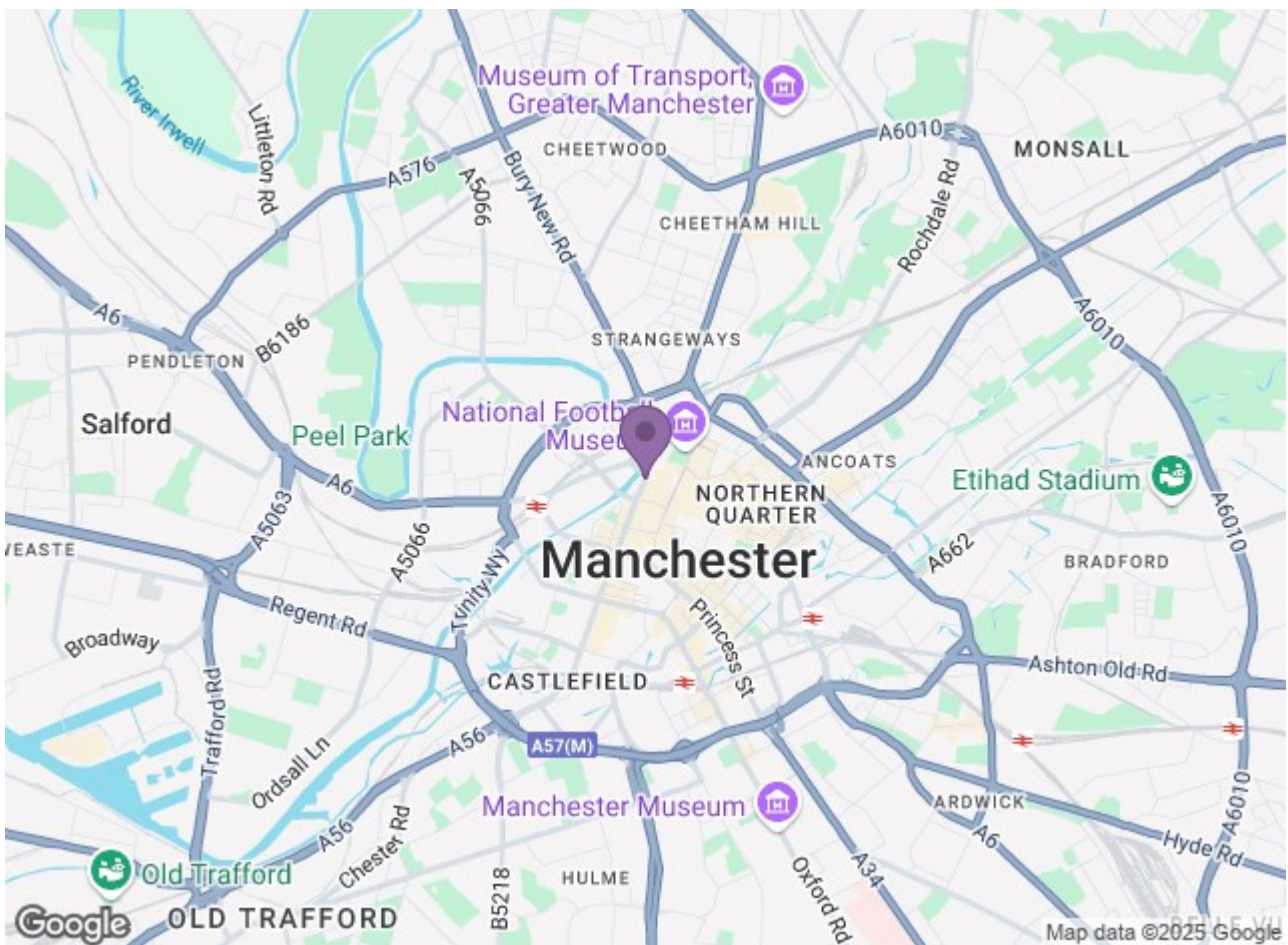 Museum of Transport,
Greater Manchester
River Irwell
Littleton Rd
A6010
CHEETWOOD
MONSALL
A576
A5066
Bury New Rd
Rochdale Rd
CHEETHAM HILL
A6
B6186
A6010
STRANGEWAYS
PENDLETON
National Football
Salford
Peel Park
ANCOATS
Etihad Stadium
A6
NORTHERN
QUARTER
A5063
A5066
A6010
A662
Manchester
BRADFORD
Trinity Wy
Regent Rd
Princess St
Broadway
Ashton Old Rd
CASTLEFIELD
Trafford Rd
A56
A57(M)
Ordsall Ln
Manchester Museum
ARDWICK
A6010
A56
Chester Rd
A6
Hyde Rd
Old Trafford
HULME
A34
B5218
Oxford Rd
OLD TRAFFORD
Google
Map data ©2025 Google